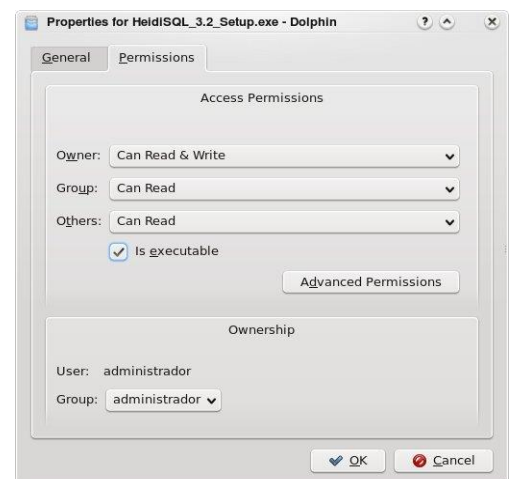 Properties for HeidiSQL_3.2_Setup.exe - Dolphin
General Permissions
Access Permissions
Owner: Can Read & Write
Group: Can Read
Others: Can Read
Is executable
Advanced Permissions
Ownership
User: administrador
Group: administrador
OK Cancel